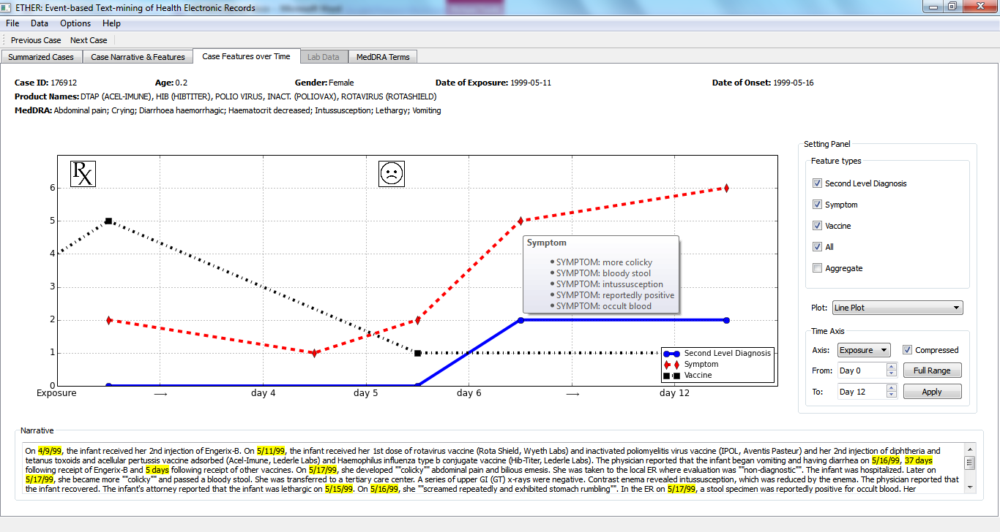 ETHER: Event-based Text-mining of Health Electronic Records
File Data Options Help
Previous Case Next Case
Summarized Cases Case Narrative & Features Case Features over Time Lab Data MedDRA Terms
Case ID: 176912 Age: 0.2 Gender: Female Date of Exposure: 1999-05-11 Date of Onset: 1999-05-16
Product Names: DTAP (ACEL-IMUNE), HIB (HIBTITER), POLIO VIRUS, INACT. (POLIOVAX), ROTAVIRUS (ROTASHIELD)
MedDRA: Abdominal pain; Crying; Diarrhoea haemorrhagic; Haematocrit decreased; Intussusception; Lethargy; Vomiting
Rx
6
5
4
3
2
1
0
Exposure → day 4 day 5 day 6 → day 12
Symptom
• SYMPTOM: more colicky
• SYMPTOM: bloody stool
• SYMPTOM: intussusception
• SYMPTOM: reportedly positive
• SYMPTOM: occult blood
Second Level Diagnosis
Symptom
Vaccine
Setting Panel
Feature types
Second Level Diagnosis
Symptom
Vaccine
All
Aggregate
Plot: Line Plot
Time Axis
Axis: Exposure Compressed
From: Day 0 Full Range
To: Day 12 Apply
Narrative
On 4/9/99, the infant received her 2nd injection of Engerix-B. On 5/11/99, the infant received her 1st dose of rotavirus vaccine (Rota Shield, Wyeth Labs) and inactivated poliomyelitis virus vaccine (IPOL, Aventis Pasteur) and her 2nd injection of diphtheria and
tetanus toxoids and acellular pertussis vaccine adsorbed (Acel-Imune, Lederle Labs) and Haemophilus influenza type b conjugate vaccine (Hib-Titer, Lederle Labs). The physician reported that the infant began vomiting and having diarrhea on 5/16/99, 37 days
following receipt of Engerix-B and 5 days following receipt of other vaccines. On 5/17/99, she developed ""colicky"" abdominal pain and bilious emesis. She was taken to the local ER where evaluation was ""non-diagnostic"". The infant was hospitalized. Later on
5/17/99, she became more ""colicky"" and passed a bloody stool. She was transferred to a tertiary care center. A series of upper GI (GT) x-rays were negative. Contrast enema revealed intussusception, which was reduced by the enema. The physician reported that
the infant recovered. The infant's attorney reported that the infant was lethargic on 5/15/99. On 5/16/99, she ""screamed repeatedly and exhibited stomach rumbling"". In the ER on 5/17/99, a stool specimen was reportedly positive for occult blood. Her